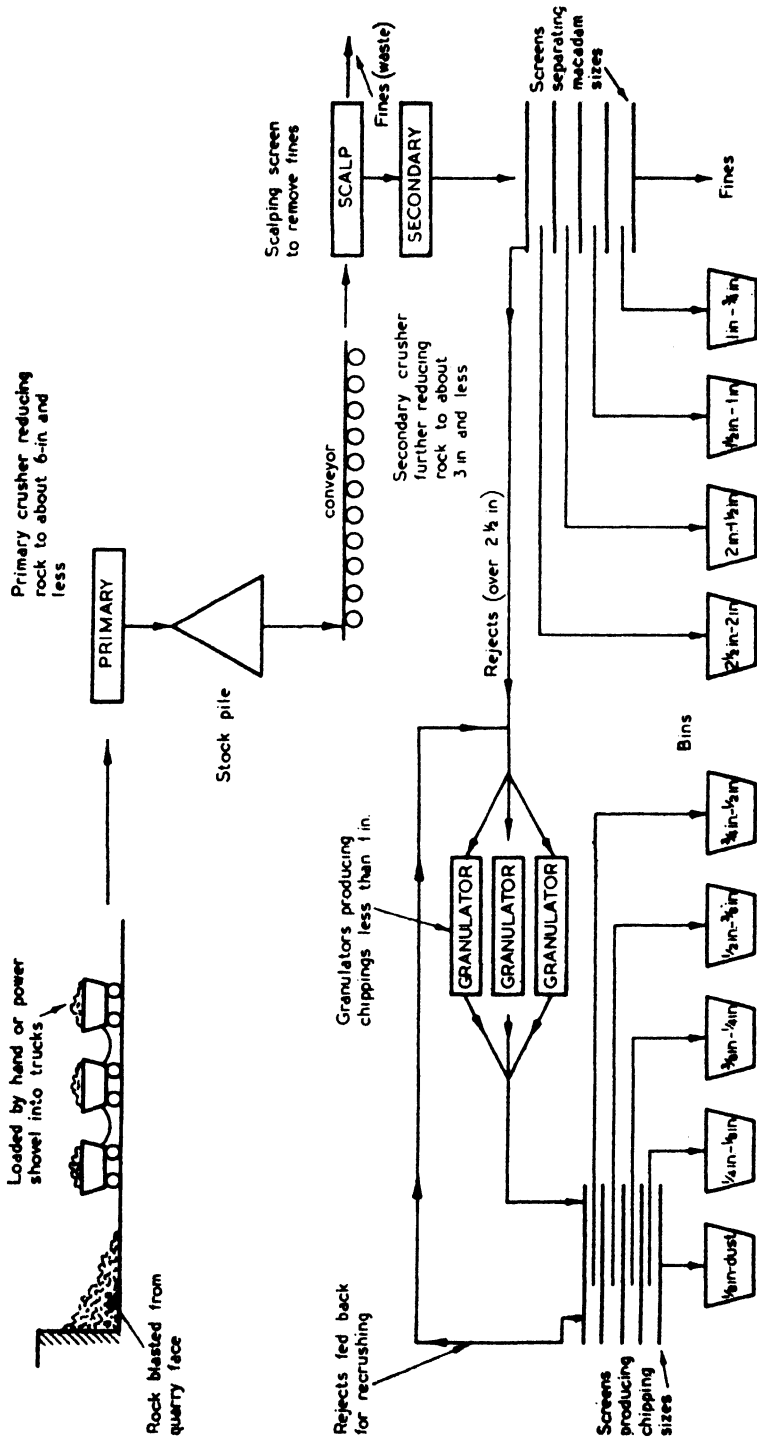 Rock blasted from
quarry face
Loaded by hand or power
shovel into trucks
Primary crusher reducing
rock to about 6-in and
less
PRIMARY
Stock pile
conveyor
Scalping screen
to remove fines
SCALP
Fines (waste)
SECONDARY
Secondary crusher
further reducing
rock to about
3 in and less
Screens
separating
macadam
sizes
Fines
Rejects (over 2 ½ in)
Granulators producing
chippings less than 1 in.
GRANULATOR
GRANULATOR
GRANULATOR
Rejects fed back
for recrushing
Screens
producing
chipping
sizes
Bins
⅛in-dust
¼in-⅛in
⅜in-¼in
½in-⅜in
¾in-½in
2½in-2in
2in-1½in
1½in-1in
1in-¾in